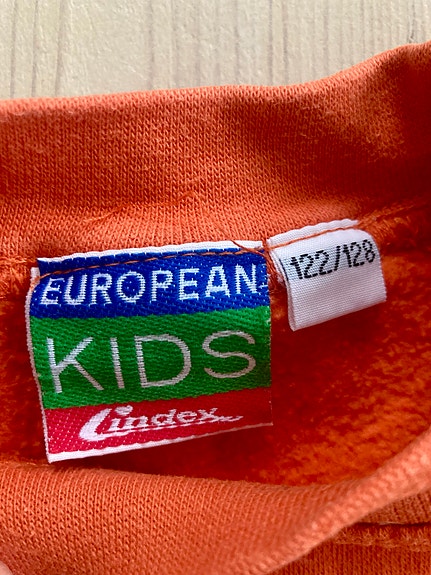 EUROPEAN
KIDS
Lindex
122/128